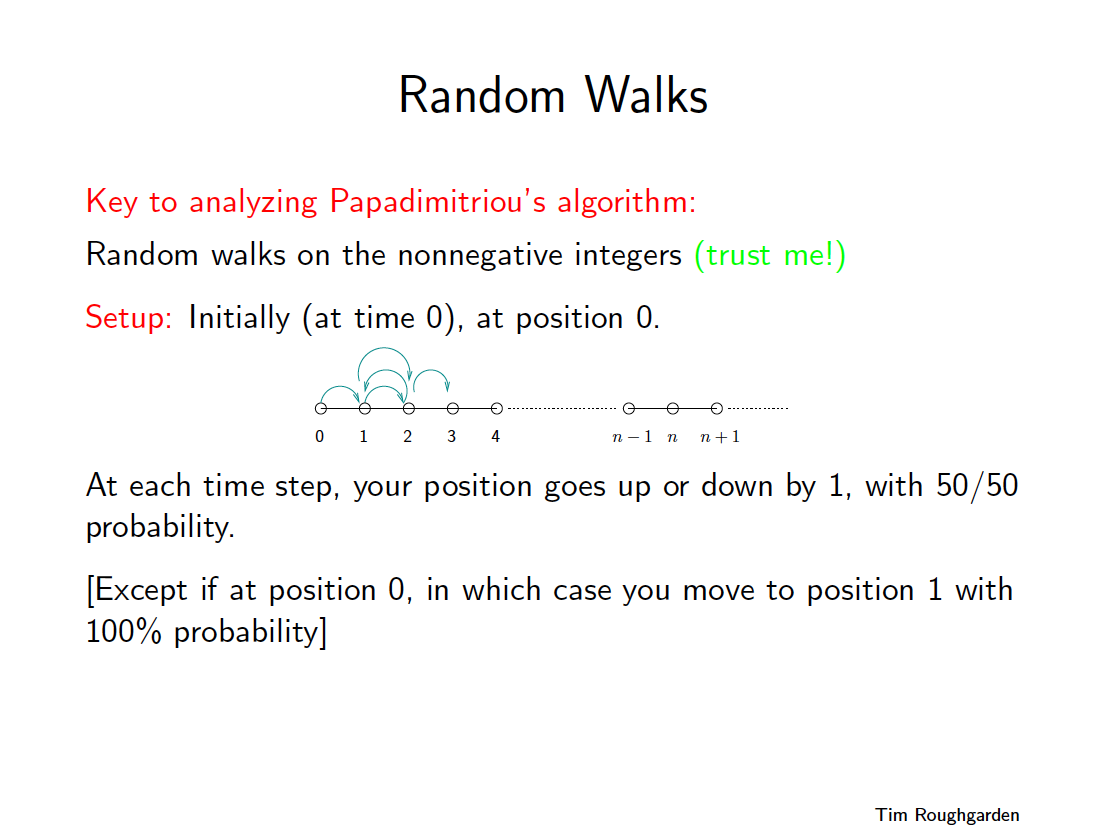 Random Walks
Key to analyzing Papadimitriou's algorithm:
Random walks on the nonnegative integers (trust me!)
Setup: Initially (at time 0), at position 0.
0 1 2 3 4 n − 1 n n + 1
At each time step, your position goes up or down by 1, with 50/50
probability.
[Except if at position 0, in which case you move to position 1 with
100% probability]
Tim Roughgarden